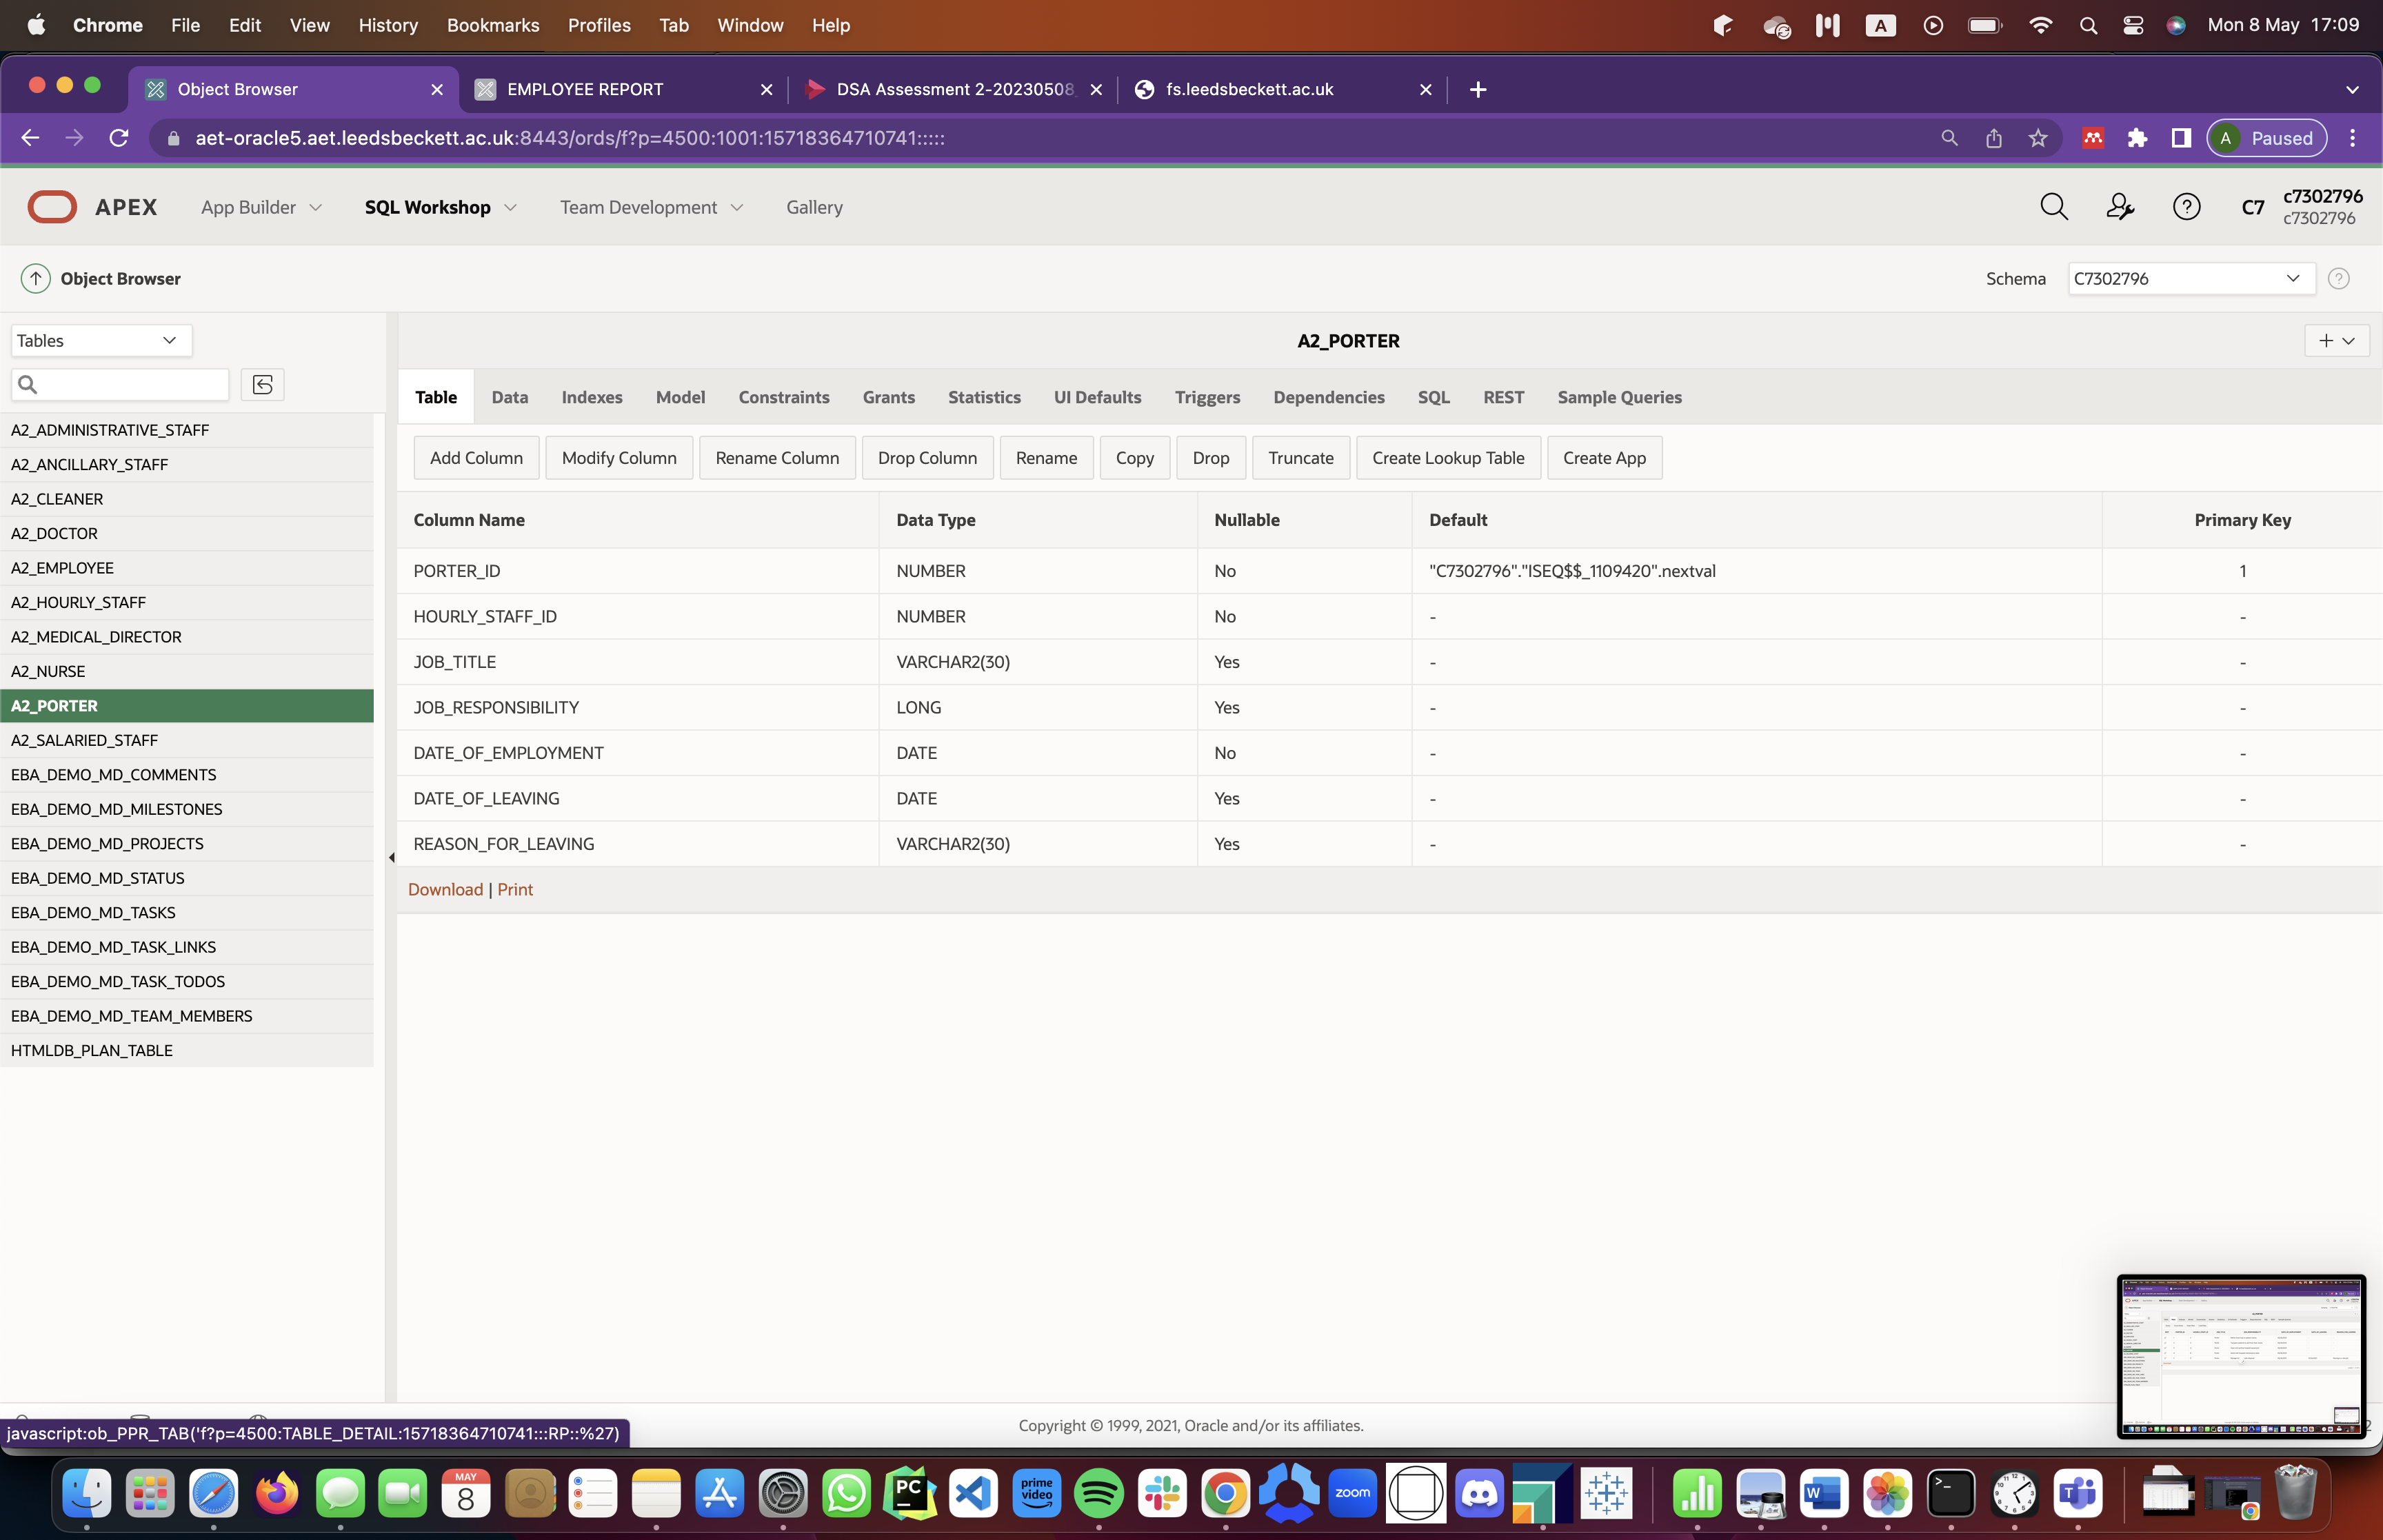 Chrome File Edit View History Bookmarks Profiles Tab Window Help A Mon 8 May 17:09
Object Browser EMPLOYEE REPORT DSA Assessment 2-20230508 fs.leedsbeckett.ac.uk
aet-oracle5.aet.leedsbeckett.ac.uk:8443/ords/f?p=4500:1001:15718364710741::::: A Paused
APEX App Builder SQL Workshop Team Development Gallery C7 c7302796
c7302796
Object Browser Schema C7302796
Tables A2_PORTER
Table Data Indexes Model Constraints Grants Statistics UI Defaults Triggers Dependencies SQL REST Sample Queries
Add Column Modify Column Rename Column Drop Column Rename Copy Drop Truncate Create Lookup Table Create App
Column Name Data Type Nullable Default Primary Key
PORTER_ID NUMBER No "C7302796"."ISEQ$$_1109420".nextval 1
HOURLY_STAFF_ID NUMBER No - -
JOB_TITLE VARCHAR2(30) Yes - -
JOB_RESPONSIBILITY LONG Yes - -
DATE_OF_EMPLOYMENT DATE No - -
DATE_OF_LEAVING DATE Yes - -
REASON_FOR_LEAVING VARCHAR2(30) Yes - -
Download | Print
A2_ADMINISTRATIVE_STAFF
A2_ANCILLARY_STAFF
A2_CLEANER
A2_DOCTOR
A2_EMPLOYEE
A2_HOURLY_STAFF
A2_MEDICAL_DIRECTOR
A2_NURSE
A2_PORTER
A2_SALARIED_STAFF
EBA_DEMO_MD_COMMENTS
EBA_DEMO_MD_MILESTONES
EBA_DEMO_MD_PROJECTS
EBA_DEMO_MD_STATUS
EBA_DEMO_MD_TASKS
EBA_DEMO_MD_TASK_LINKS
EBA_DEMO_MD_TASK_TODOS
EBA_DEMO_MD_TEAM_MEMBERS
HTMLDB_PLAN_TABLE
Copyright © 1999, 2021, Oracle and/or its affiliates.
javascript:ob_PPR_TAB('f?p=4500:TABLE_DETAIL:15718364710741:::RP::%27)
MAY
8
PC
prime video
zoom
W
T